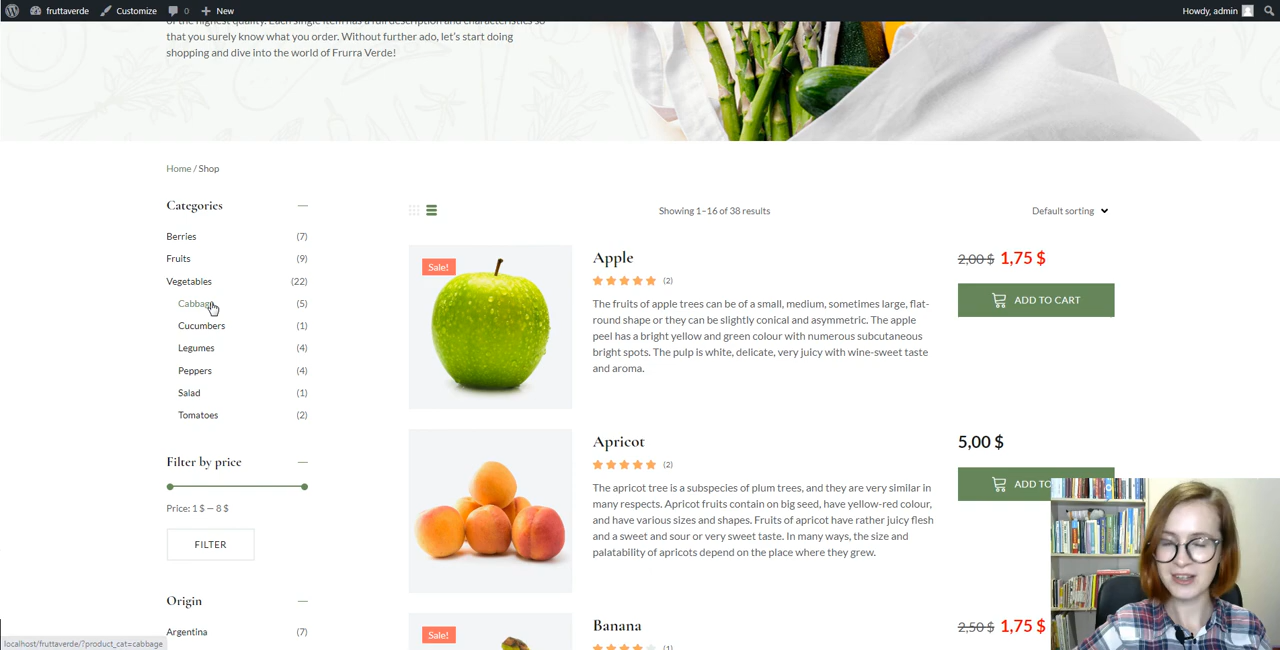 fruttaverde Customize 0 New Howdy, admin
of the highest quality. Each single item has a full description and characteristics so
that you surely know what you order. Without further ado, let's start doing
shopping and dive into the world of Frurra Verde!
Home / Shop
Categories
Showing 1–16 of 38 results
Default sorting
Berries (7)
Fruits (9)
Vegetables (22)
Cabbage (5)
Cucumbers (1)
Legumes (4)
Peppers (4)
Salad (1)
Tomatoes (2)
Filter by price
Price: 1 $ — 8 $
FILTER
Origin
Argentina (7)
Sale!
Apple
(2)
The fruits of apple trees can be of a small, medium, sometimes large, flat-
round shape or they can be slightly conical and asymmetric. The apple
peel has a bright yellow and green colour with numerous subcutaneous
bright spots. The pulp is white, delicate, very juicy with wine-sweet taste
and aroma.
2,00 $ 1,75 $
ADD TO CART
Apricot
(2)
The apricot tree is a subspecies of plum trees, and they are very similar in
many respects. Apricot fruits contain on big seed, have yellow-red colour,
and have various sizes and shapes. Fruits of apricot have rather juicy flesh
and a sweet and sour or very sweet taste. In many ways, the size and
palatability of apricots depend on the place where they grew.
5,00 $
ADD TO
Sale!
Banana
(1)
2,50 $ 1,75 $
localhost/fruttaverde/?product_cat=cabbage